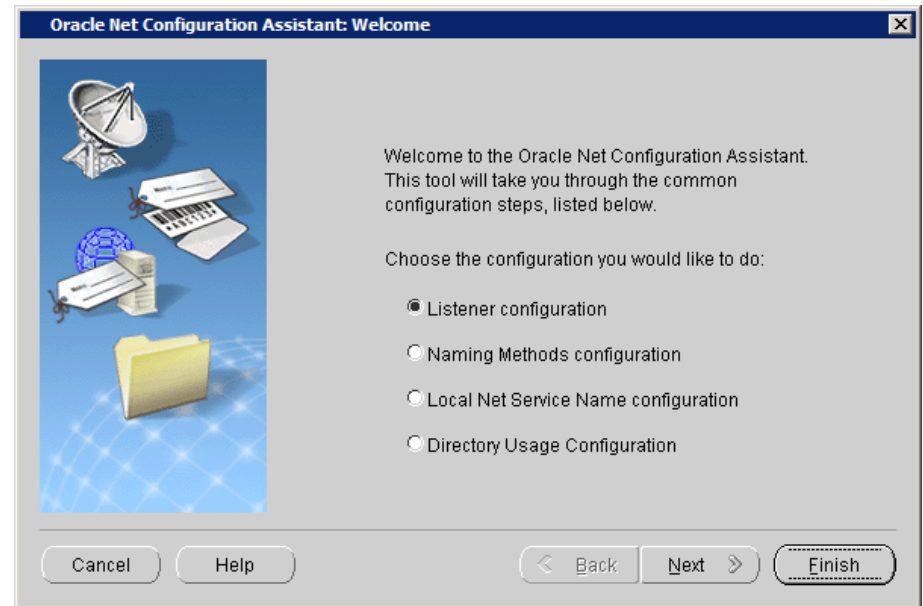 Oracle Net Configuration Assistant: Welcome
Welcome to the Oracle Net Configuration Assistant.
This tool will take you through the common
configuration steps, listed below.
Choose the configuration you would like to do:
Listener configuration
Naming Methods configuration
Local Net Service Name configuration
Directory Usage Configuration
Cancel
Help
Back
Next
Finish